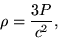 ρ = 3P/c²,